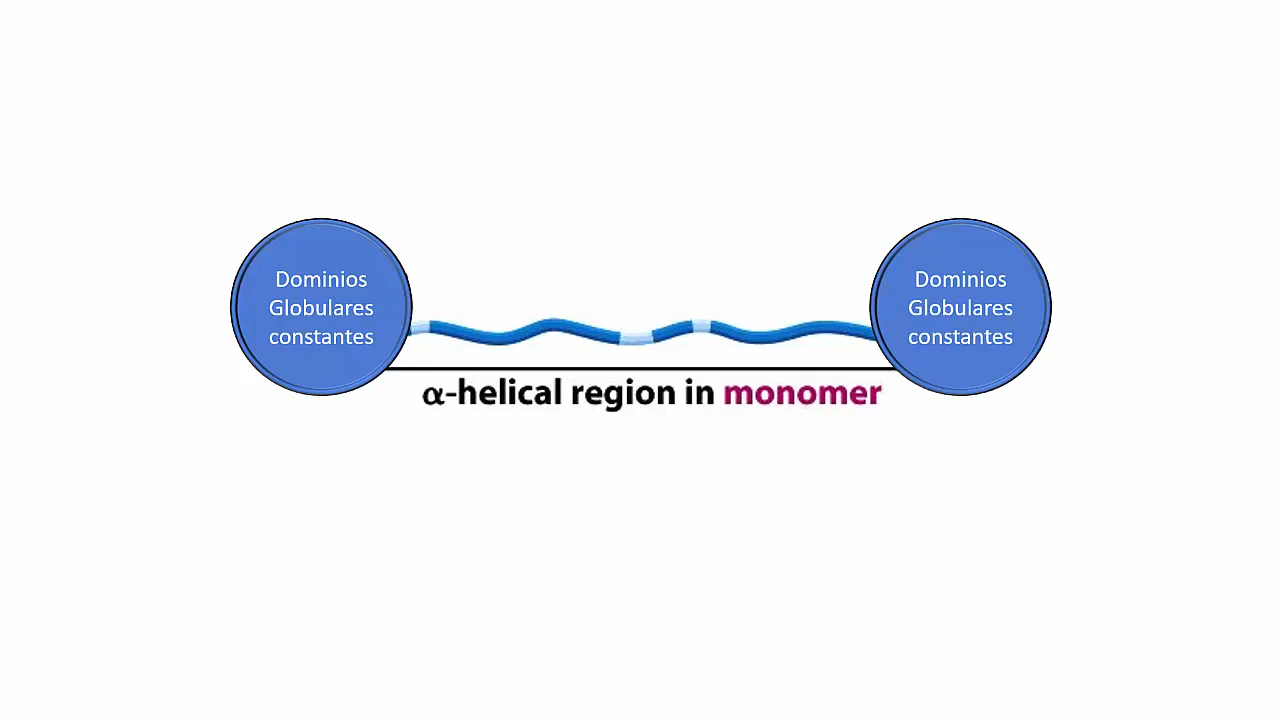 Dominios
Globulares
constantes
Dominios
Globulares
constantes
α-helical region in monomer